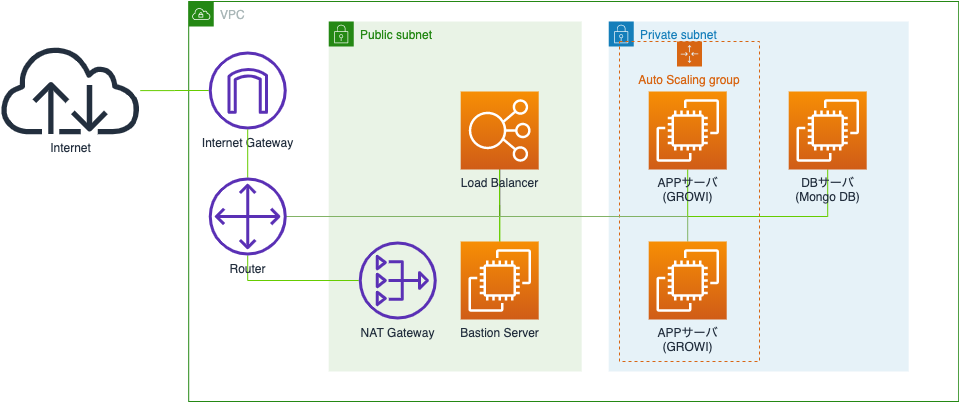 VPC
Public subnet
Private subnet
Auto Scaling group
Internet
Internet Gateway
Load Balancer
APPサーバ
(GROWI)
DBサーバ
(Mongo DB)
Router
NAT Gateway
Bastion Server
APPサーバ
(GROWI)